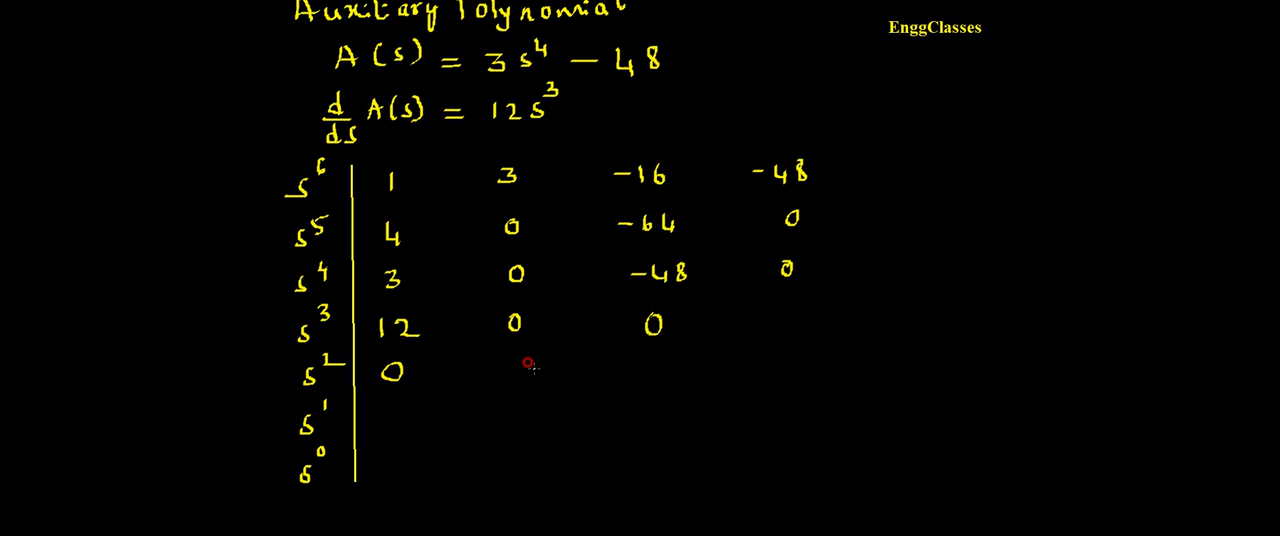 Auxiliary Polynomial
EnggClasses
A(s) = 3s⁴ - 48
d/ds A(s) = 12s³
s⁶ | 1 3 -16 -48
s⁵ | 4 0 -64 0
s⁴ | 3 0 -48 0
s³ | 12 0 0
s² | 0
s¹ |
s⁰ |